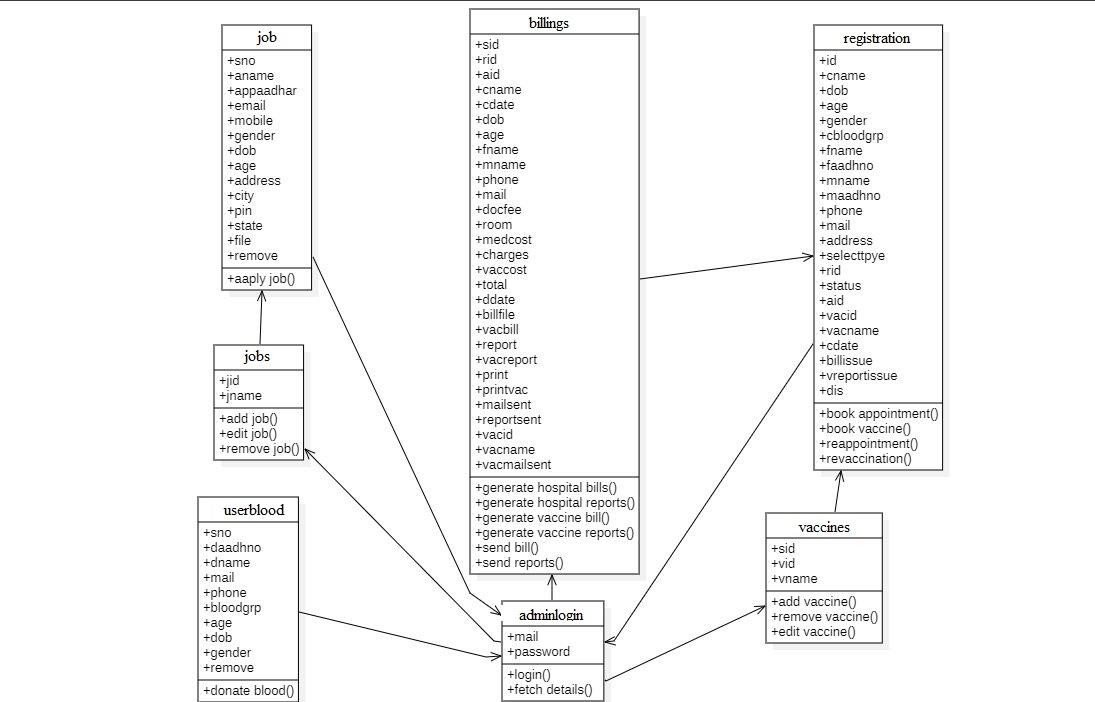 job
+sno
+aname
+appaadhar
+email
+mobile
+gender
+dob
+age
+address
+city
+pin
+state
+file
+remove
+aaply job()
jobs
+jid
+jname
+add job()
+edit job()
+remove job()
userblood
+sno
+daadhno
+dname
+mail
+phone
+bloodgrp
+age
+dob
+gender
+remove
+donate blood()
billings
+sid
+rid
+aid
+cname
+cdate
+dob
+age
+fname
+mname
+phone
+mail
+docfee
+room
+medcost
+charges
+vaccost
+total
+ddate
+billfile
+vacbill
+report
+vacreport
+print
+printvac
+mailsent
+reportsent
+vacid
+vacname
+vacmailsent
+generate hospital bills()
+generate hospital reports()
+generate vaccine bill()
+generate vaccine reports()
+send bill()
+send reports()
adminlogin
+mail
+password
+login()
+fetch details()
registration
+id
+cname
+dob
+age
+gender
+cbloodgrp
+fname
+faadhno
+mname
+maadhno
+phone
+mail
+address
+selecttpye
+rid
+status
+aid
+vacid
+vacname
+cdate
+billissue
+vreportissue
+dis
+book appointment()
+book vaccine()
+reappointment()
+revaccination()
vaccines
+sid
+vid
+vname
+add vaccine()
+remove vaccine()
+edit vaccine()